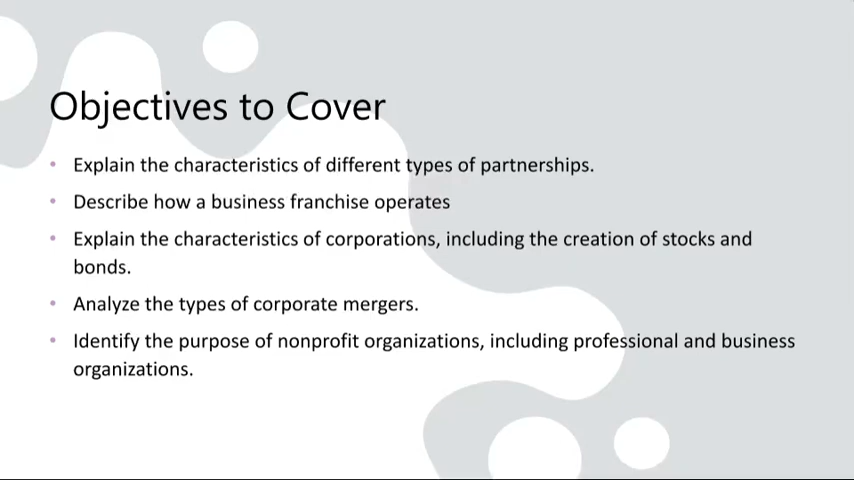 Objectives to Cover
• Explain the characteristics of different types of partnerships.
• Describe how a business franchise operates
• Explain the characteristics of corporations, including the creation of stocks and
bonds.
• Analyze the types of corporate mergers.
• Identify the purpose of nonprofit organizations, including professional and business
organizations.